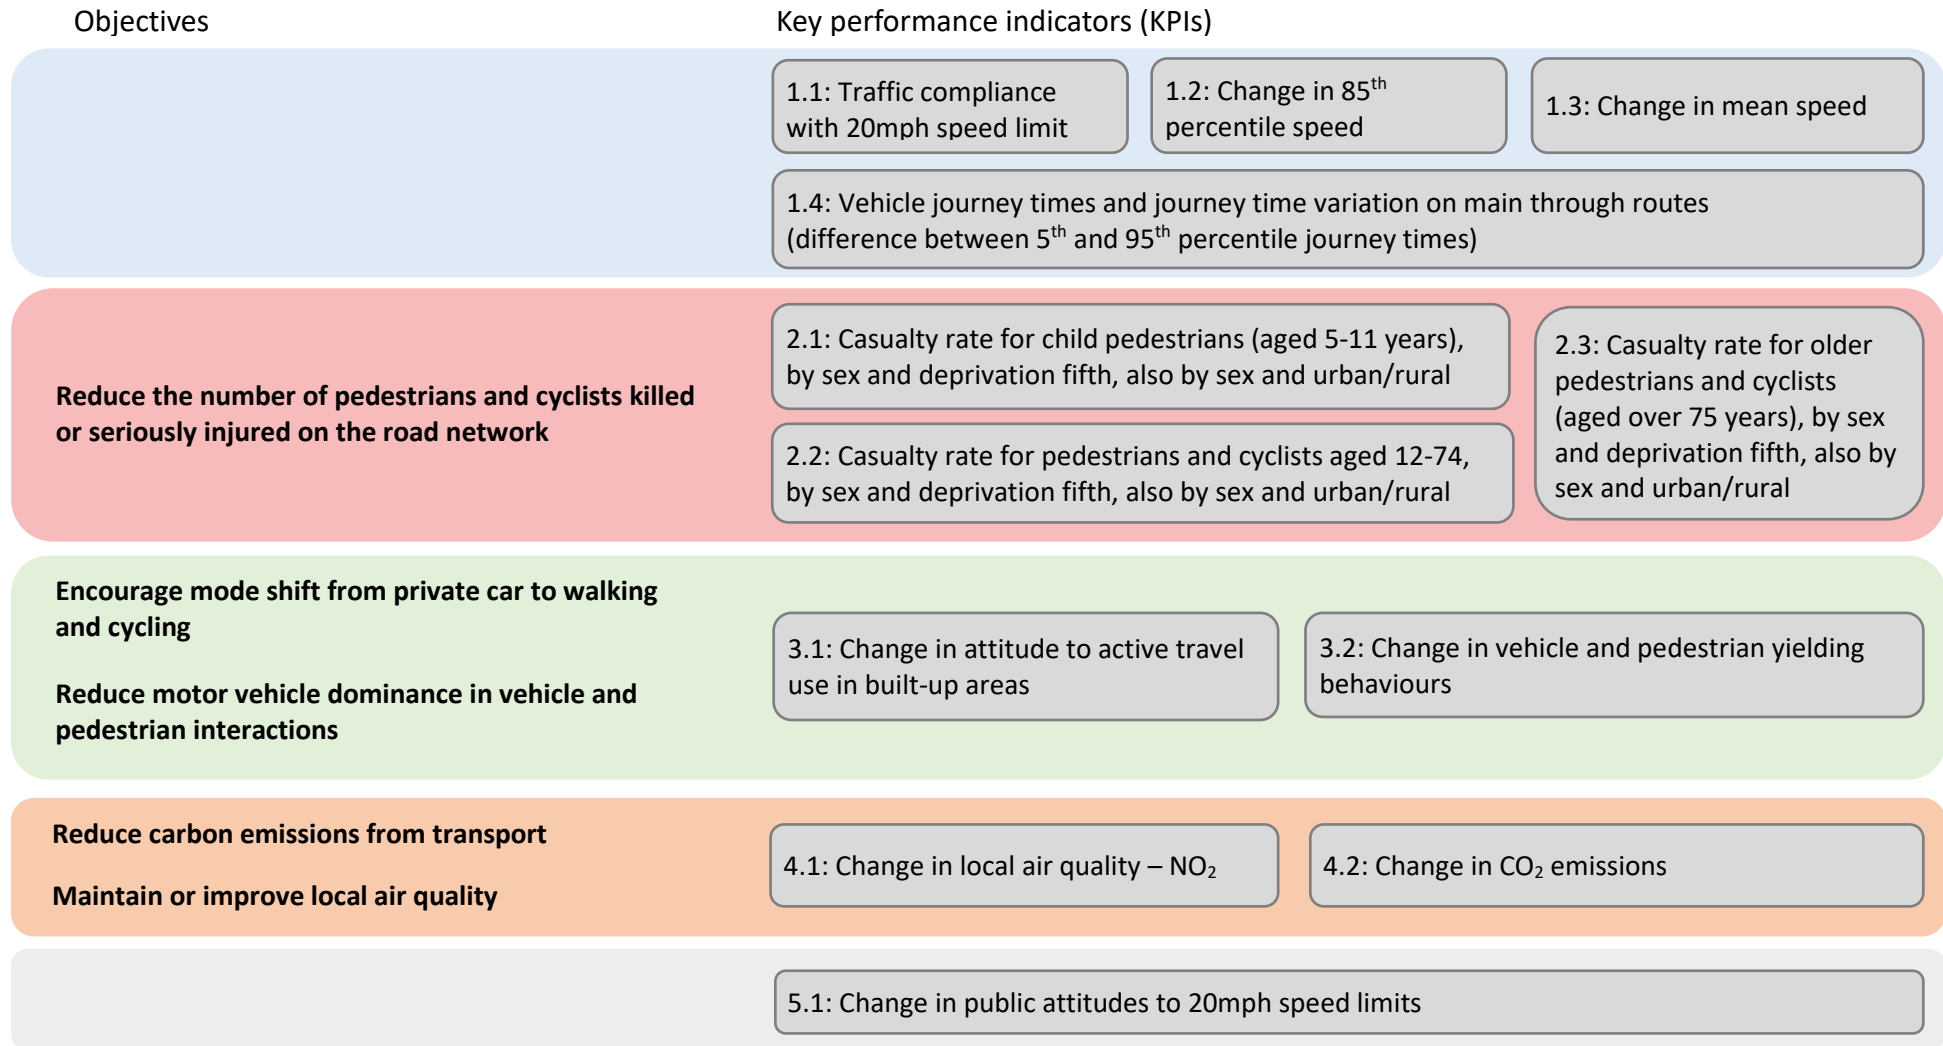 Objectives
Key performance indicators (KPIs)
1.1: Traffic compliance
with 20mph speed limit
1.2: Change in 85th
percentile speed
1.3: Change in mean speed
1.4: Vehicle journey times and journey time variation on main through routes
(difference between 5th and 95th percentile journey times)
Reduce the number of pedestrians and cyclists killed
or seriously injured on the road network
2.1: Casualty rate for child pedestrians (aged 5-11 years),
by sex and deprivation fifth, also by sex and urban/rural
2.2: Casualty rate for pedestrians and cyclists aged 12-74,
by sex and deprivation fifth, also by sex and urban/rural
2.3: Casualty rate for older
pedestrians and cyclists
(aged over 75 years), by sex
and deprivation fifth, also by
sex and urban/rural
Encourage mode shift from private car to walking
and cycling
Reduce motor vehicle dominance in vehicle and
pedestrian interactions
3.1: Change in attitude to active travel
use in built-up areas
3.2: Change in vehicle and pedestrian yielding
behaviours
Reduce carbon emissions from transport
Maintain or improve local air quality
4.1: Change in local air quality – NO₂
4.2: Change in CO₂ emissions
5.1: Change in public attitudes to 20mph speed limits